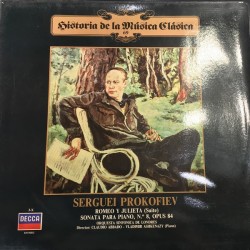 Historia de la Música Clásica
SERGUEI PROKOFIEV
ROMEO Y JULIETA (Suite)
SONATA PARA PIANO, N.º 8, OPUS 84
ORQUESTA SINFONICA DE LONDRES
Director: CLAUDIO ABBADO - VLADIMIR ASHKENAZY (Piano)
DECCA